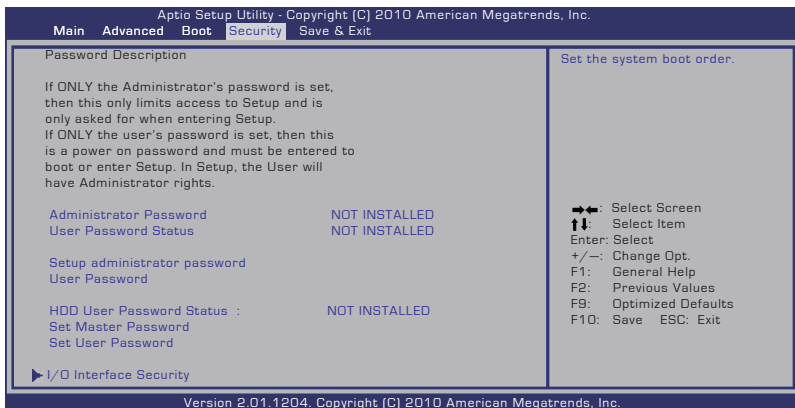 Aptio Setup Utility - Copyright (C) 2010 American Megatrends, Inc.
Main Advanced Boot Security Save & Exit
Password Description
If ONLY the Administrator's password is set,
then this only limits access to Setup and is
only asked for when entering Setup.
If ONLY the user's password is set, then this
is a power on password and must be entered to
boot or enter Setup. In Setup, the User will
have Administrator rights.
Administrator Password NOT INSTALLED
User Password Status NOT INSTALLED
Setup administrator password
User Password
HDD User Password Status : NOT INSTALLED
Set Master Password
Set User Password
I/O Interface Security
Set the system boot order.
→←: Select Screen
↑↓: Select Item
Enter: Select
+/—: Change Opt.
F1: General Help
F2: Previous Values
F9: Optimized Defaults
F10: Save ESC: Exit
Version 2.01.1204. Copyright (C) 2010 American Megatrends, Inc.